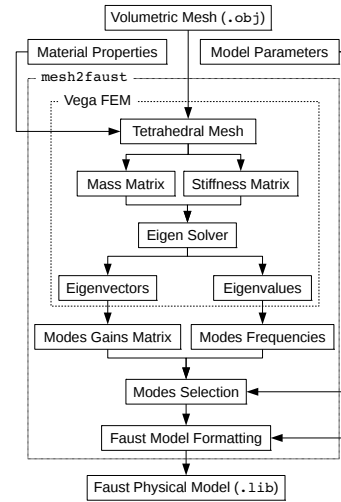 Volumetric Mesh (.obj)
Material Properties
Model Parameters
mesh2faust
Vega FEM
Tetrahedral Mesh
Mass Matrix
Stiffness Matrix
Eigen Solver
Eigenvectors
Eigenvalues
Modes Gains Matrix
Modes Frequencies
Modes Selection
Faust Model Formatting
Faust Physical Model (.lib)